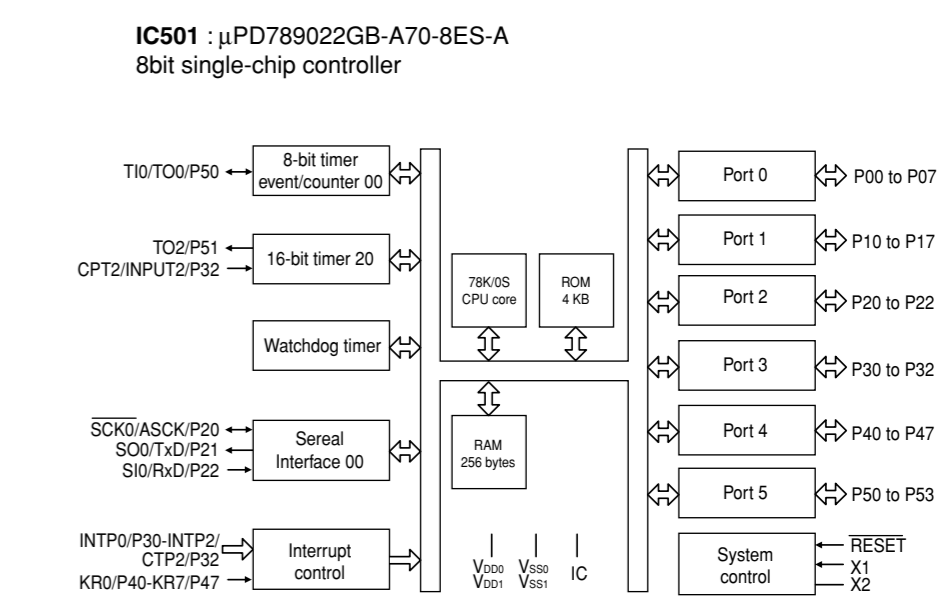 IC501 : μPD789022GB-A70-8ES-A
8bit single-chip controller
TI0/TO0/P50
8-bit timer
event/counter 00
TO2/P51
CPT2/INPUT2/P32
16-bit timer 20
Watchdog timer
SCK0/ASCK/P20
SO0/TxD/P21
SI0/RxD/P22
Sereal
Interface 00
INTP0/P30-INTP2/
CTP2/P32
KR0/P40-KR7/P47
Interrupt
control
78K/0S
CPU core
ROM
4 KB
RAM
256 bytes
VDD0
VDD1
VSS0
VSS1
IC
Port 0
P00 to P07
Port 1
P10 to P17
Port 2
P20 to P22
Port 3
P30 to P32
Port 4
P40 to P47
Port 5
P50 to P53
System
control
RESET
X1
X2